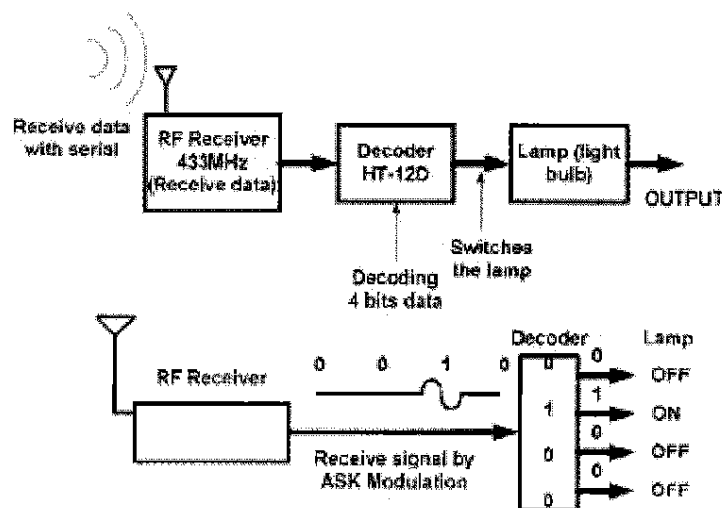 Receive data
with serial
RF Receiver
433MHz
(Receive data)
Decoder
HT-12D
Lamp (light
bulb)
OUTPUT
Switches
the lamp
Decoding
4 bits data
Decoder
Lamp
RF Receiver
0 0 1 0
0 1 0 0
0 OFF
1 ON
0 OFF
0 OFF
Receive signal by
ASK Modulation